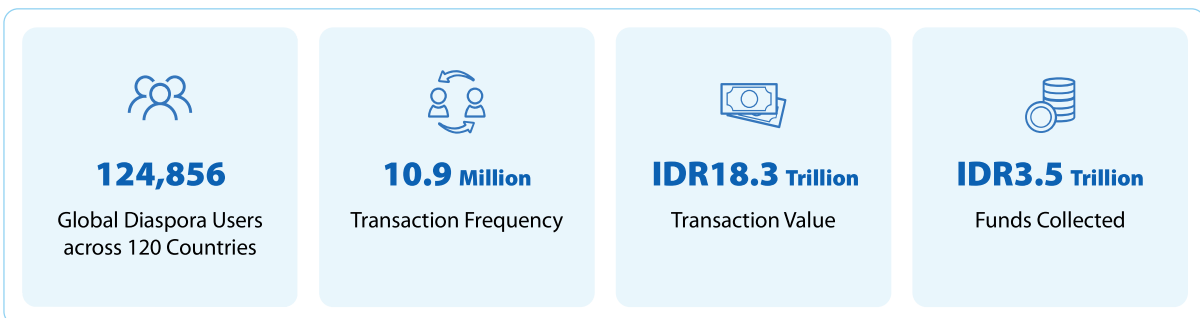 124,856
Global Diaspora Users
across 120 Countries
10.9 Million
Transaction Frequency
IDR18.3 Trillion
Transaction Value
IDR3.5 Trillion
Funds Collected